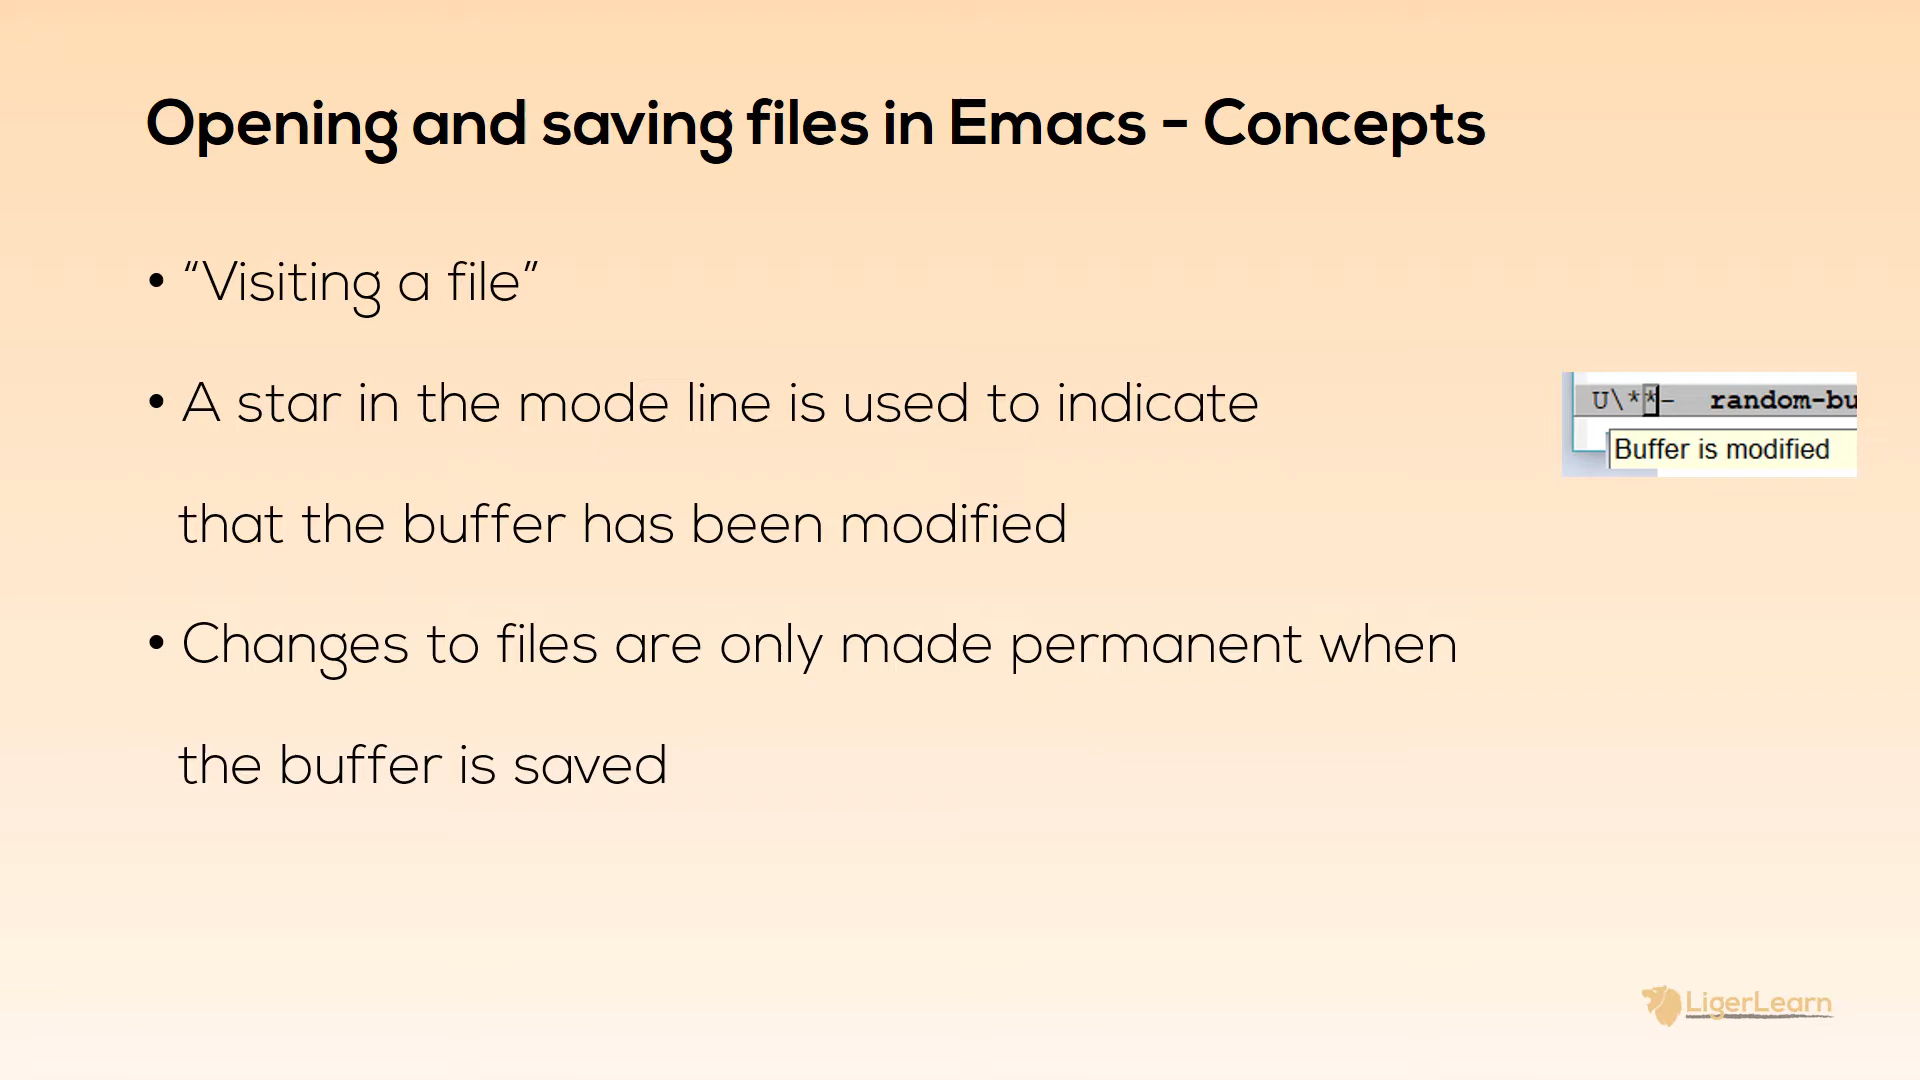 Opening and saving files in Emacs - Concepts
• “Visiting a file”
• A star in the mode line is used to indicate
that the buffer has been modified
U\**- random-bu
Buffer is modified
• Changes to files are only made permanent when
the buffer is saved
LigerLearn